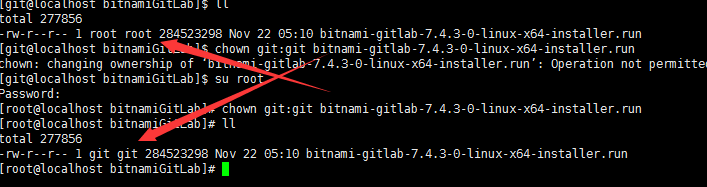 [git@localhost bitnamiGitLab]$ ll
total 277856
-rw-r--r-- 1 root root 284523298 Nov 22 05:10 bitnami-gitlab-7.4.3-0-linux-x64-installer.run
[git@localhost bitnamiGitLab]$ chown git:git bitnami-gitlab-7.4.3-0-linux-x64-installer.run
chown: changing ownership of ‘bitnami-gitlab-7.4.3-0-linux-x64-installer.run’: Operation not permitted
[git@localhost bitnamiGitLab]$ su root
Password:
[root@localhost bitnamiGitLab]# chown git:git bitnami-gitlab-7.4.3-0-linux-x64-installer.run
[root@localhost bitnamiGitLab]# ll
total 277856
-rw-r--r-- 1 git git 284523298 Nov 22 05:10 bitnami-gitlab-7.4.3-0-linux-x64-installer.run
[root@localhost bitnamiGitLab]#